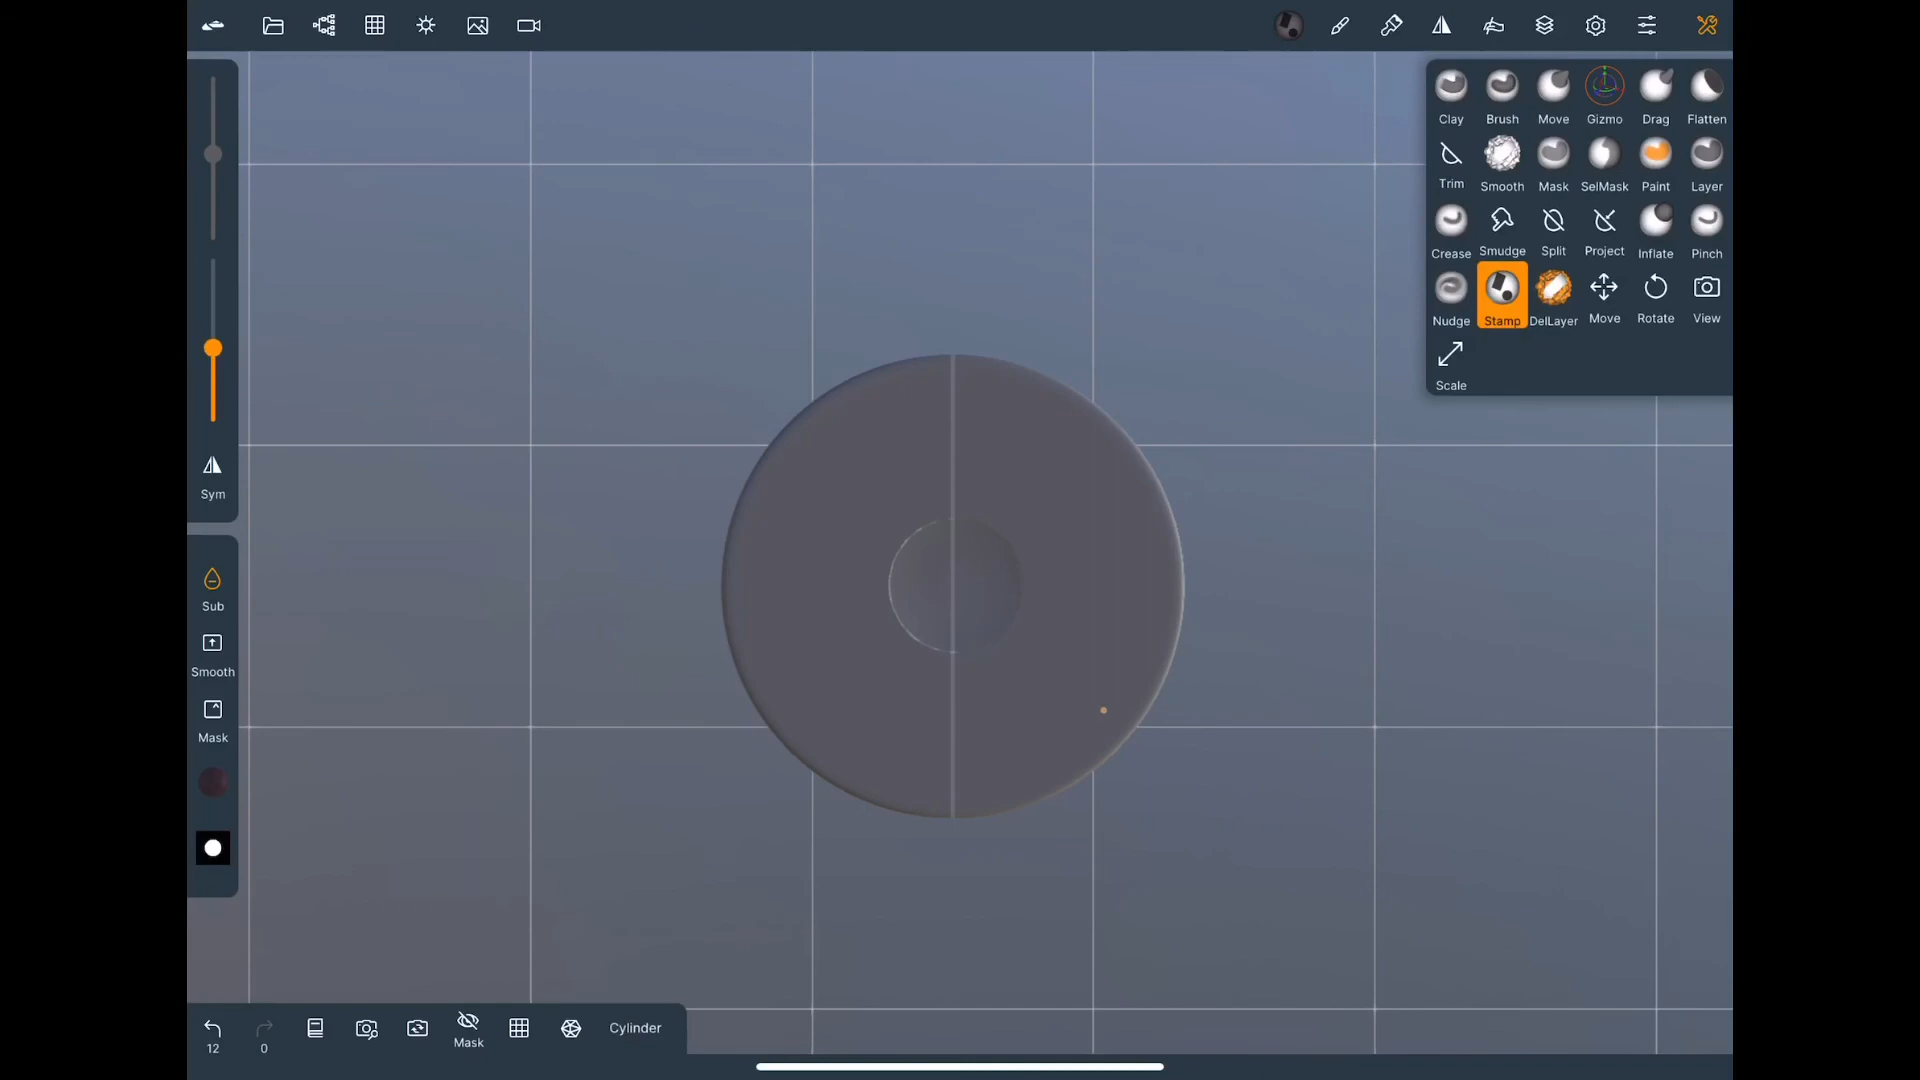 Clay Brush Move Gizmo Drag Flatten
Trim Smooth Mask SelMask Paint Layer
Crease Smudge Split Project Inflate Pinch
Nudge Stamp DelLayer Move Rotate View
Scale
Sym
Sub
Smooth
Mask
12 0 Mask Cylinder